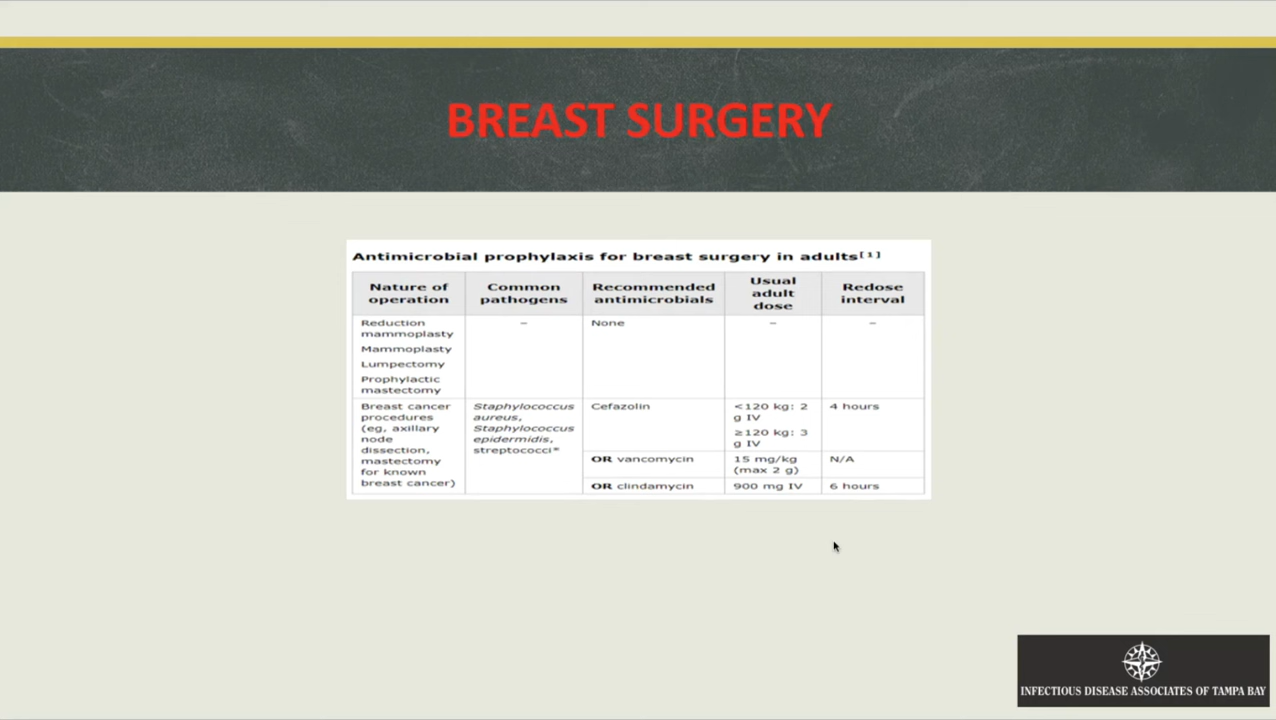 BREAST SURGERY
Antimicrobial prophylaxis for breast surgery in adults[1]
Nature of operation
Common pathogens
Recommended antimicrobials
Usual adult dose
Redose interval
Reduction mammoplasty
Mammoplasty
Lumpectomy
Prophylactic mastectomy
–
None
–
–
Breast cancer
procedures
(eg, axillary
node
dissection,
mastectomy
for known
breast cancer)
Staphylococcus
aureus,
Staphylococcus
epidermidis,
streptococci*
Cefazolin
<120 kg: 2
g IV
≥120 kg: 3
g IV
4 hours
OR vancomycin
15 mg/kg
(max 2 g)
N/A
OR clindamycin
900 mg IV
6 hours
INFECTIOUS DISEASE ASSOCIATES OF TAMPA BAY